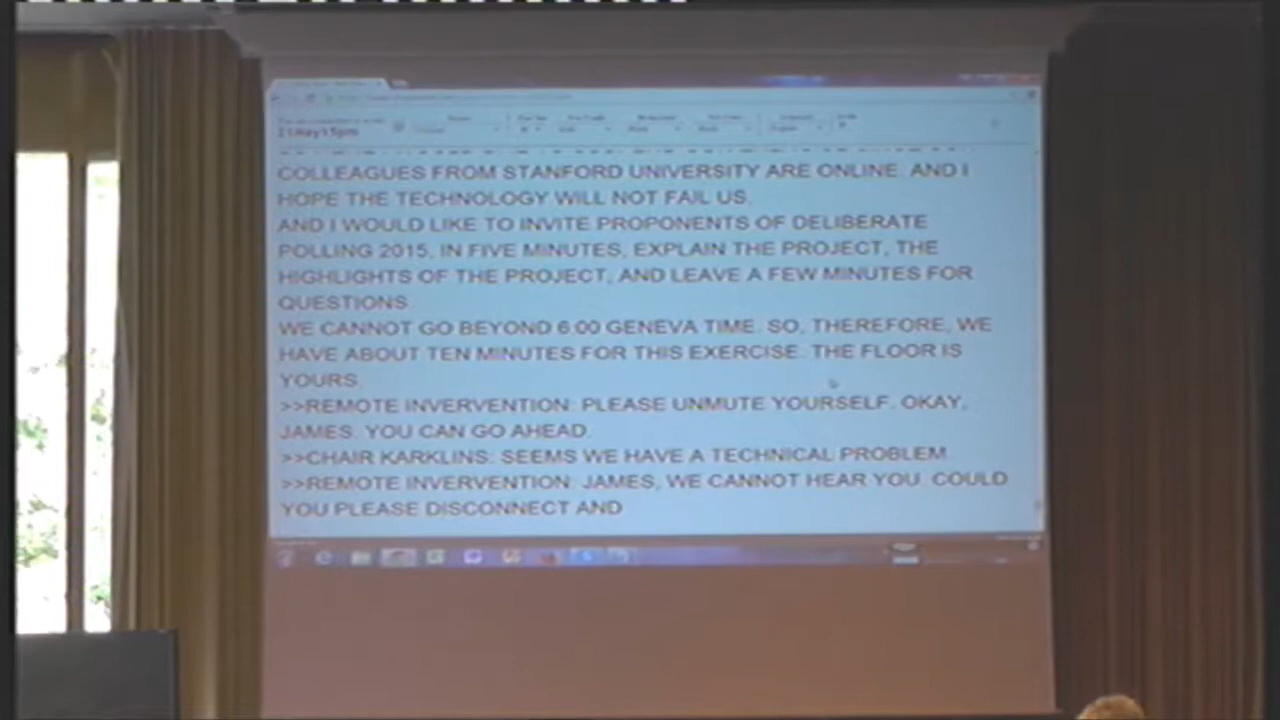 21May15pm
COLLEAGUES FROM STANFORD UNIVERSITY ARE ONLINE. AND I
HOPE THE TECHNOLOGY WILL NOT FAIL US.
AND I WOULD LIKE TO INVITE PROPONENTS OF DELIBERATE
POLLING 2015, IN FIVE MINUTES, EXPLAIN THE PROJECT, THE
HIGHLIGHTS OF THE PROJECT, AND LEAVE A FEW MINUTES FOR
QUESTIONS.
WE CANNOT GO BEYOND 6:00 GENEVA TIME. SO, THEREFORE, WE
HAVE ABOUT TEN MINUTES FOR THIS EXERCISE. THE FLOOR IS
YOURS.
>>REMOTE INVERVENTION: PLEASE UNMUTE YOURSELF. OKAY,
JAMES. YOU CAN GO AHEAD.
>>CHAIR KARKLINS: SEEMS WE HAVE A TECHNICAL PROBLEM.
>>REMOTE INVERVENTION: JAMES, WE CANNOT HEAR YOU. COULD
YOU PLEASE DISCONNECT AND